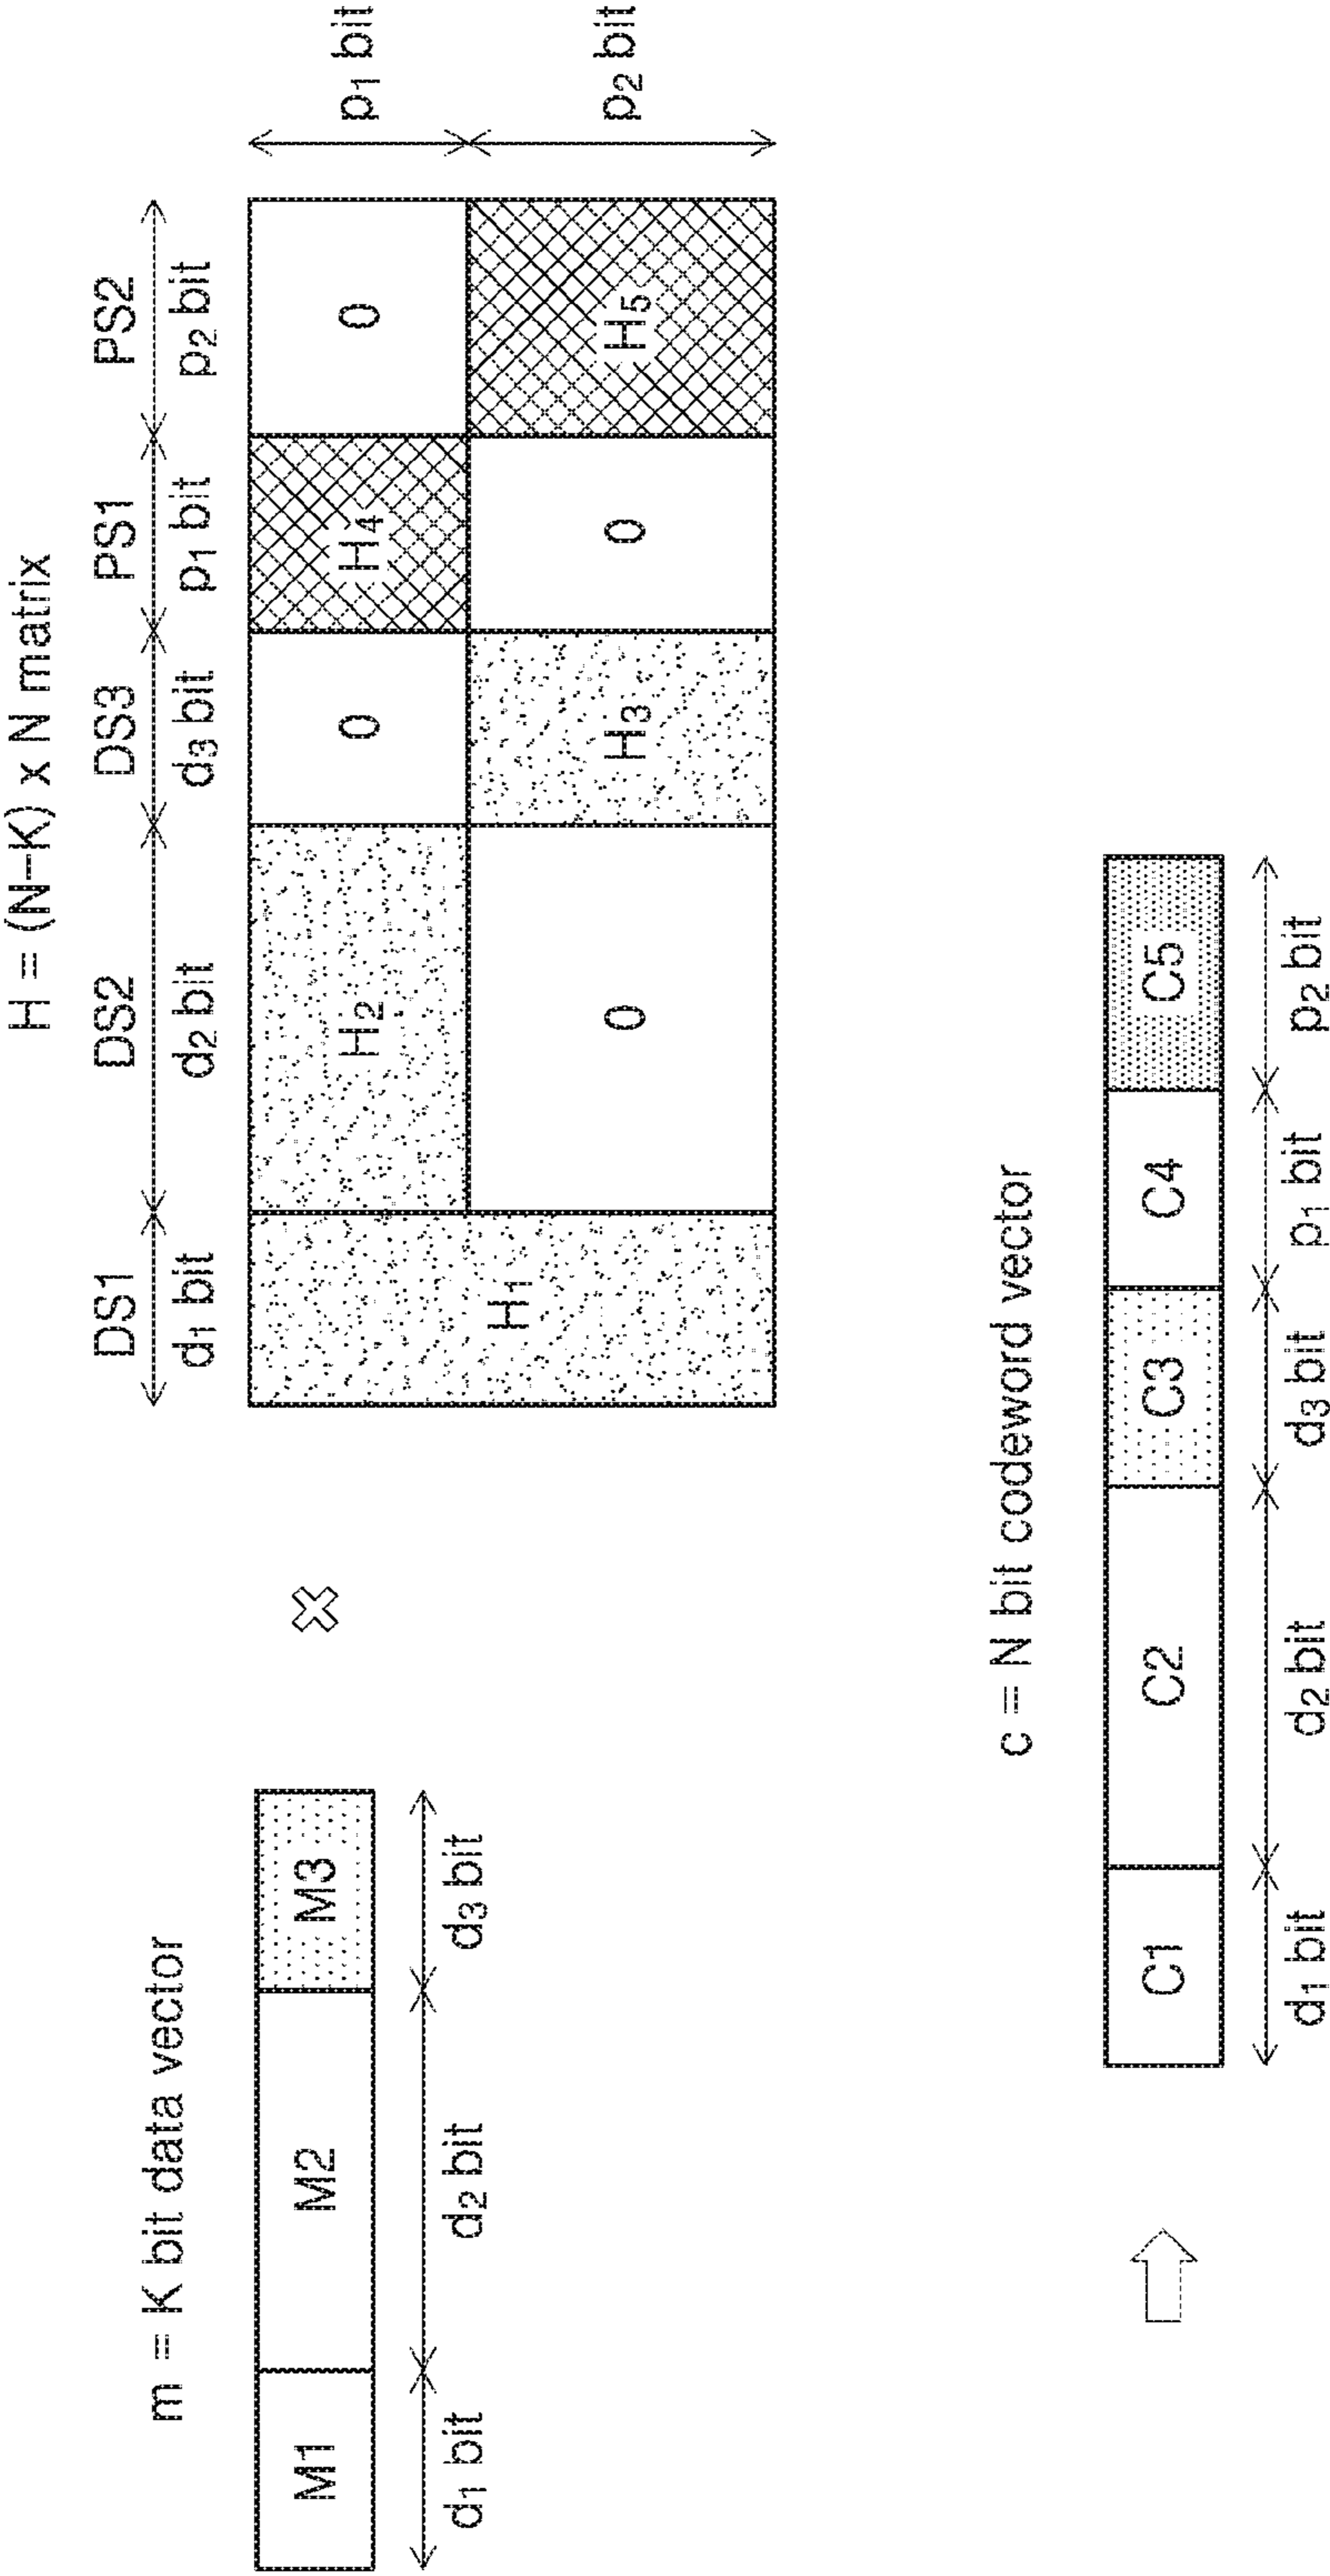 m = K bit data vector
M1 M2 M3
d1 bit d2 bit d3 bit
×
H = (N-K) x N matrix
DS1 DS2 DS3 PS1 PS2
d1 bit d2 bit d3 bit p1 bit p2 bit
H1 H2 0 H4 0
0 H3 0 H5
p1 bit
p2 bit
c = N bit codeword vector
C1 C2 C3 C4 C5
d1 bit d2 bit d3 bit p1 bit p2 bit